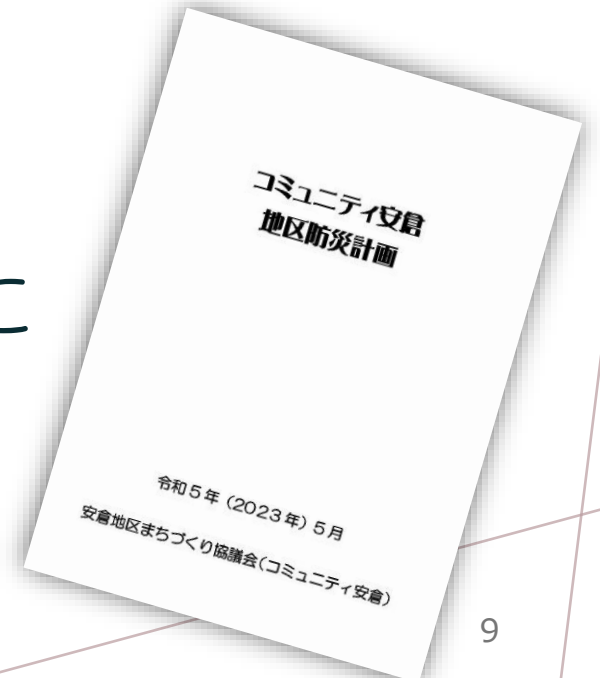 コミュニティ安倉
地区防災計画
に
令和５年（2023年）５月
安倉地区まちづくり協議会（コミュニティ安倉）
9